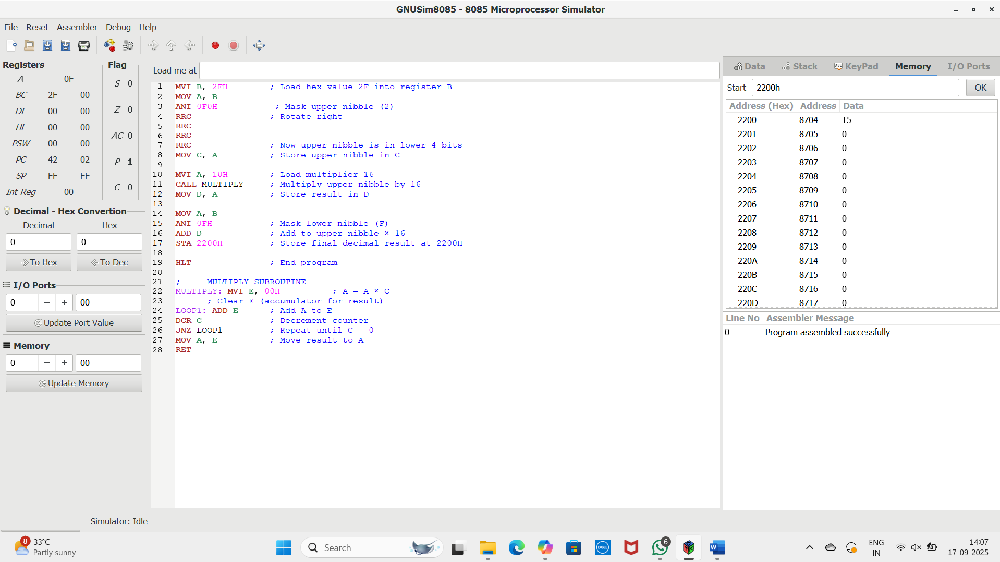 GNUSim8085 - 8085 Microprocessor Simulator
File Reset Assembler Debug Help
Registers
A 0F
BC 2F 00
DE 00 00
HL 00 00
PSW 00 00
PC 42 02
SP FF FF
Int-Reg 00
Flag
S 0
Z 0
AC 0
P 1
C 0
Decimal - Hex Convertion
Decimal Hex
0 0
To Hex To Dec
I/O Ports
0 − + 00
Update Port Value
Memory
0 − + 00
Update Memory
Load me at
1 MVI B, 2FH ; Load hex value 2F into register B
2 MOV A, B
3 ANI 0F0H ; Mask upper nibble (2)
4 RRC ; Rotate right
5 RRC
6 RRC
7 RRC ; Now upper nibble is in lower 4 bits
8 MOV C, A ; Store upper nibble in C
9
10 MVI A, 10H ; Load multiplier 16
11 CALL MULTIPLY ; Multiply upper nibble by 16
12 MOV D, A ; Store result in D
13
14 MOV A, B
15 ANI 0FH ; Mask lower nibble (F)
16 ADD D ; Add to upper nibble × 16
17 STA 2200H ; Store final decimal result at 2200H
18
19 HLT ; End program
20
21 ; --- MULTIPLY SUBROUTINE ---
22 MULTIPLY: MVI E, 00H ; A = A × C
23 ; Clear E (accumulator for result)
24 LOOP1: ADD E ; Add A to E
25 DCR C ; Decrement counter
26 JNZ LOOP1 ; Repeat until C = 0
27 MOV A, E ; Move result to A
28 RET
Data Stack Abc KeyPad Memory I/O Ports
Start 2200h OK
Address (Hex) Address Data
2200 8704 15
2201 8705 0
2202 8706 0
2203 8707 0
2204 8708 0
2205 8709 0
2206 8710 0
2207 8711 0
2208 8712 0
2209 8713 0
220A 8714 0
220B 8715 0
220C 8716 0
220D 8717 0
Line No Assembler Message
0 Program assembled successfully
Simulator: Idle
8
33°C
Partly sunny
Search
DELL
6
W
ENG
IN
14:07
17-09-2025